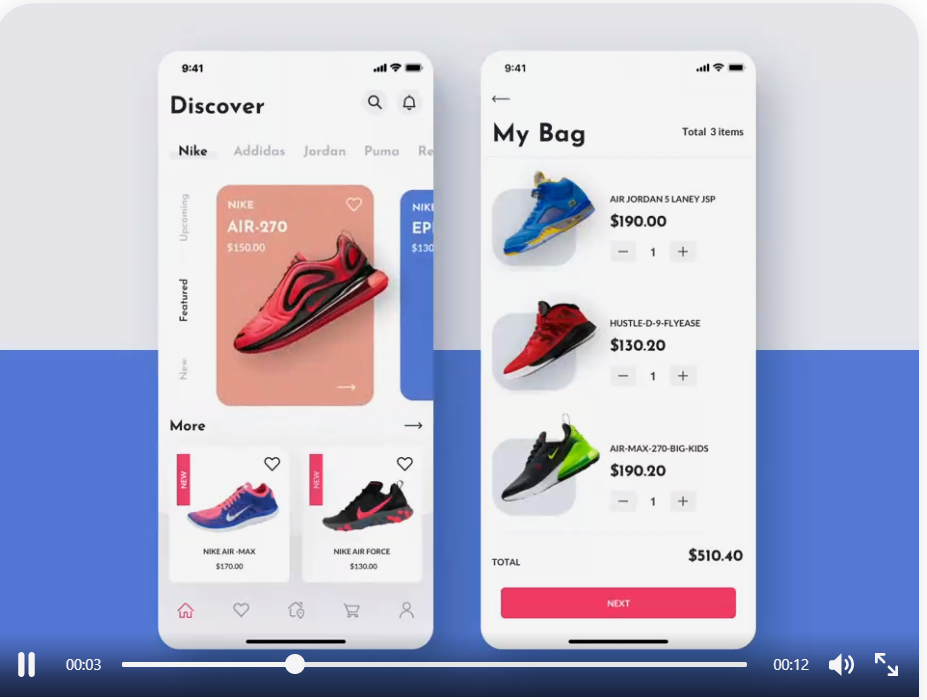 9:41
Discover
Nike Addidas Jordan Puma Re
Upcoming
Featured
New
NIKE
AIR-270
$150.00
NIKE
EP
$130
More
NEW
NIKE AIR -MAX
$170.00
NEW
NIKE AIR FORCE
$130.00
9:41
My Bag
Total 3 items
AIR JORDAN 5 LANEY JSP
$190.00
− 1 +
HUSTLE-D-9-FLYEASE
$130.20
− 1 +
AIR-MAX-270-BIG-KIDS
$190.20
− 1 +
TOTAL
$510.40
NEXT
00:03
00:12